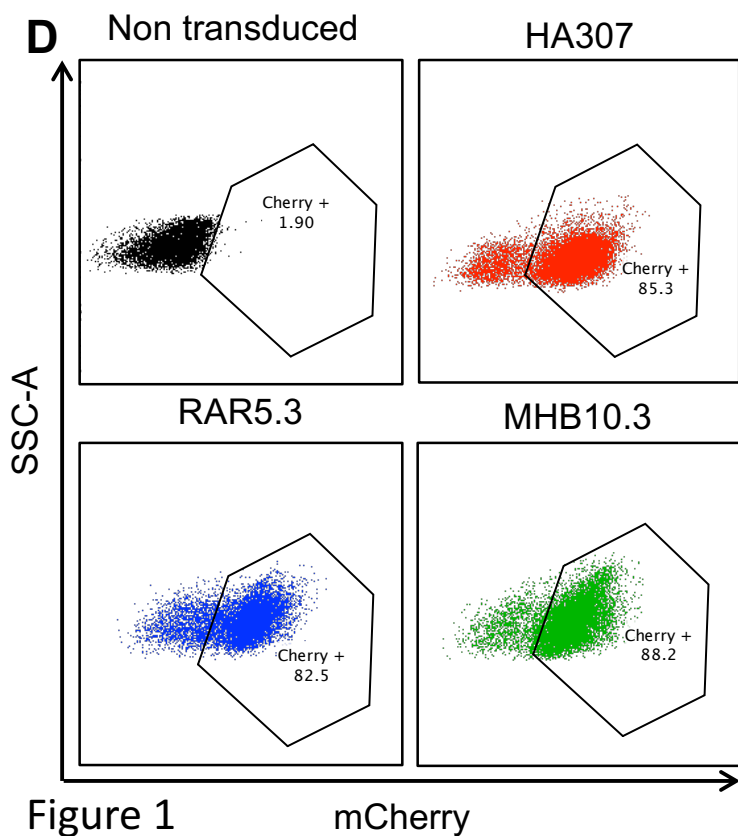 D
Non transduced
HA307
Cherry +
1.90
Cherry +
85.3
SSC-A
RAR5.3
MHB10.3
Cherry +
82.5
Cherry +
88.2
Figure 1
mCherry